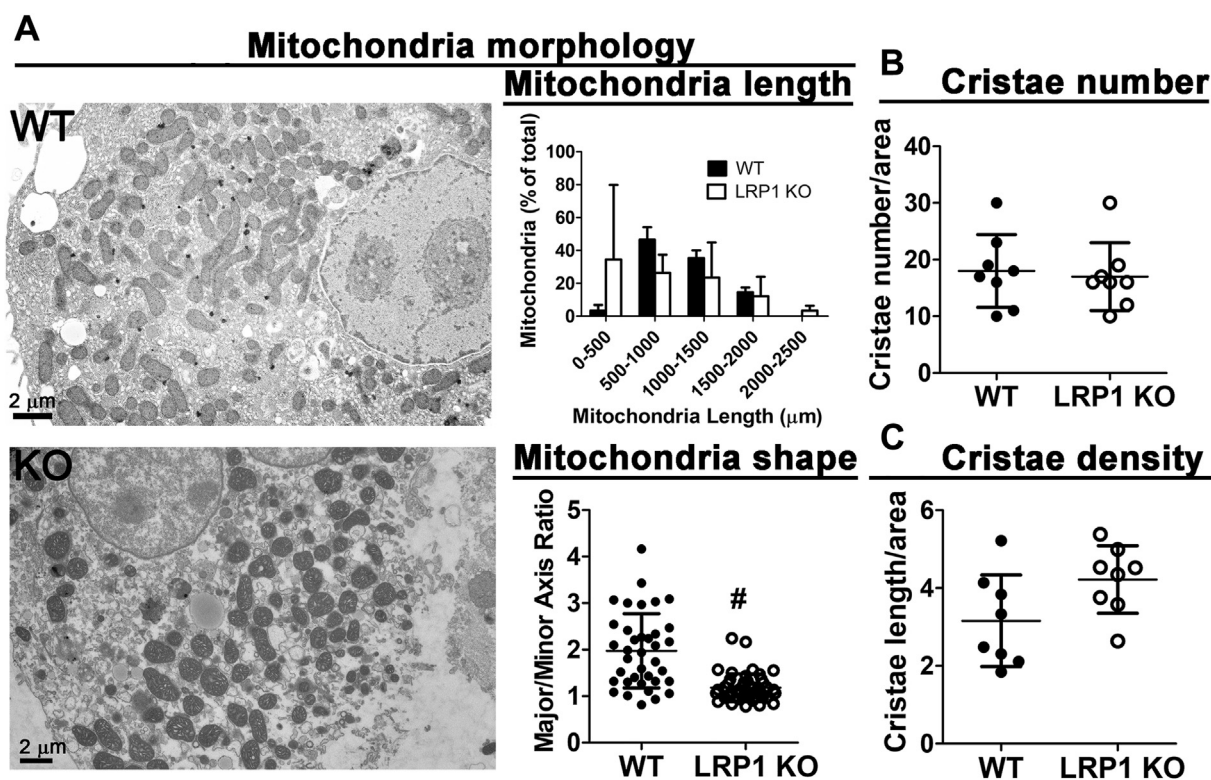 A
Mitochondria morphology
WT
2 μm
Mitochondria length
Mitochondria (% of total)
100
80
60
40
20
0
WT
LRP1 KO
0-500
500-1000
1000-1500
1500-2000
2000-2500
Mitochondria Length (μm)
B
Cristae number
Cristae number/area
40
30
20
10
0
WT LRP1 KO
KO
2 μm
Mitochondria shape
Major/Minor Axis Ratio
5
4
3
2
1
0
#
WT LRP1 KO
C
Cristae density
Cristae length/area
6
4
2
0
WT LRP1 KO